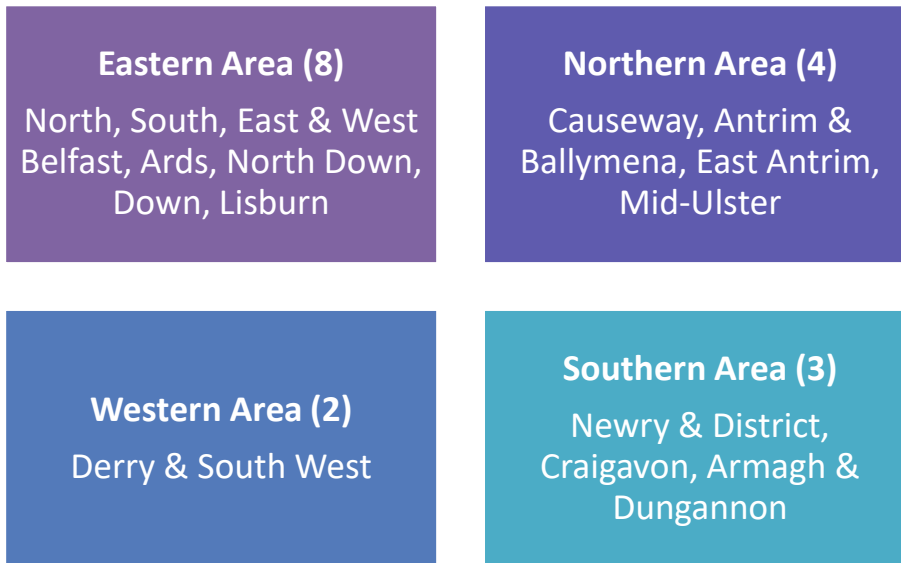 Eastern Area (8)
North, South, East & West
Belfast, Ards, North Down,
Down, Lisburn
Northern Area (4)
Causeway, Antrim &
Ballymena, East Antrim,
Mid-Ulster
Western Area (2)
Derry & South West
Southern Area (3)
Newry & District,
Craigavon, Armagh &
Dungannon